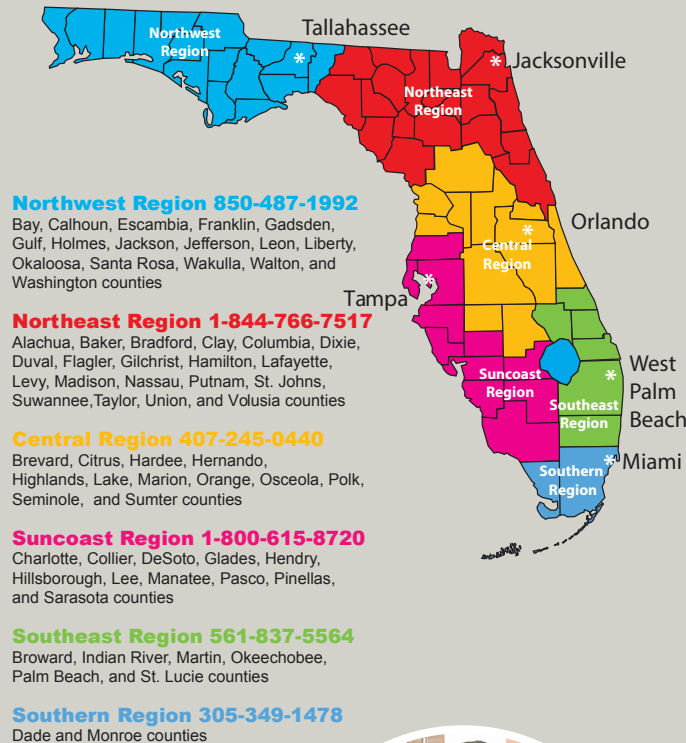 Tallahassee
Northwest
Region
*
*
Jacksonville
Northeast
Region
Northwest Region 850-487-1992
Bay, Calhoun, Escambia, Franklin, Gadsden,
Gulf, Holmes, Jackson, Jefferson, Leon, Liberty,
Okaloosa, Santa Rosa, Wakulla, Walton, and
Washington counties
*
Orlando
Central
Region
*
Tampa
Northeast Region 1-844-766-7517
Alachua, Baker, Bradford, Clay, Columbia, Dixie,
Duval, Flagler, Gilchrist, Hamilton, Lafayette,
Levy, Madison, Nassau, Putnam, St. Johns,
Suwannee,Taylor, Union, and Volusia counties
Suncoast
Region
*
West
Palm
Beach
Southeast
Region
Central Region 407-245-0440
Brevard, Citrus, Hardee, Hernando,
Highlands, Lake, Marion, Orange, Osceola, Polk,
Seminole, and Sumter counties
*
Miami
Southern
Region
Suncoast Region 1-800-615-8720
Charlotte, Collier, DeSoto, Glades, Hendry,
Hillsborough, Lee, Manatee, Pasco, Pinellas,
and Sarasota counties
Southeast Region 561-837-5564
Broward, Indian River, Martin, Okeechobee,
Palm Beach, and St. Lucie counties
Southern Region 305-349-1478
Dade and Monroe counties